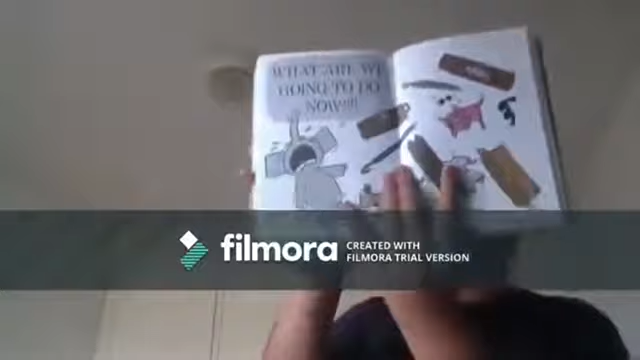 WHAT ARE WE
GOING TO DO
NOW!!!!
filmora
CREATED WITH
FILMORA TRIAL VERSION